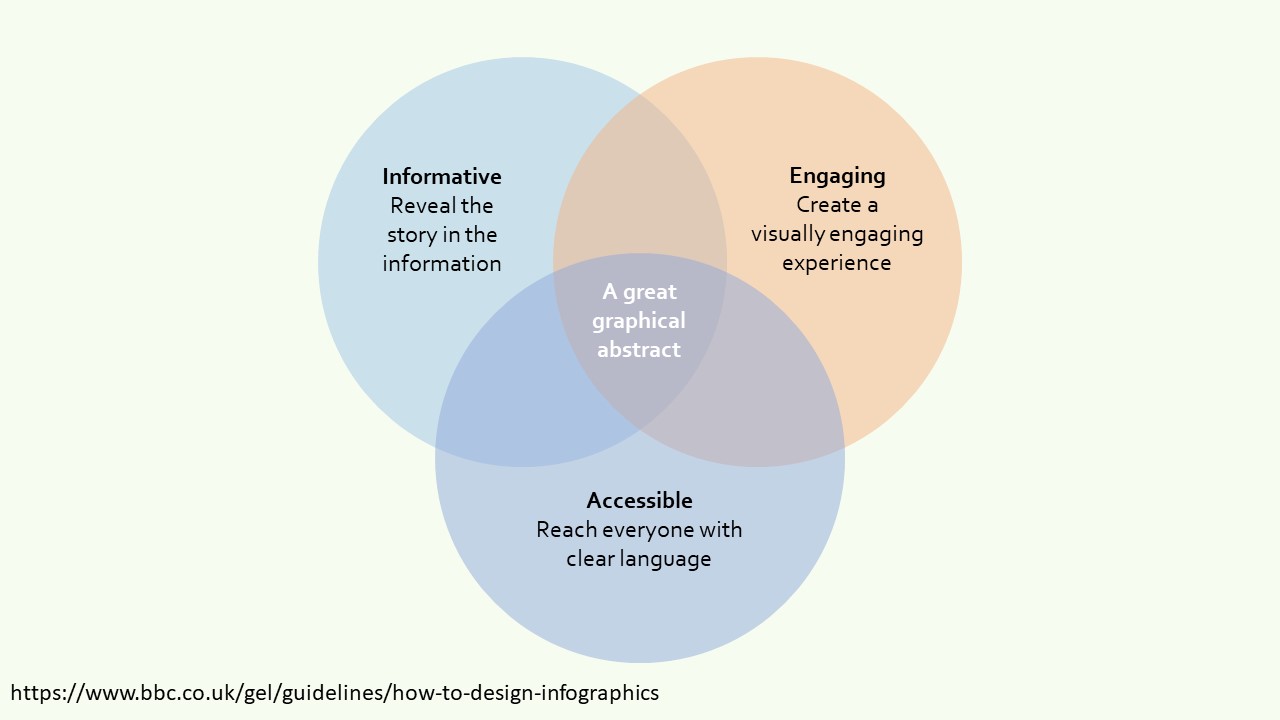 Informative
Reveal the
story in the
information
Engaging
Create a
visually engaging
experience
A great
graphical
abstract
Accessible
Reach everyone with
clear language
https://www.bbc.co.uk/gel/guidelines/how-to-design-infographics